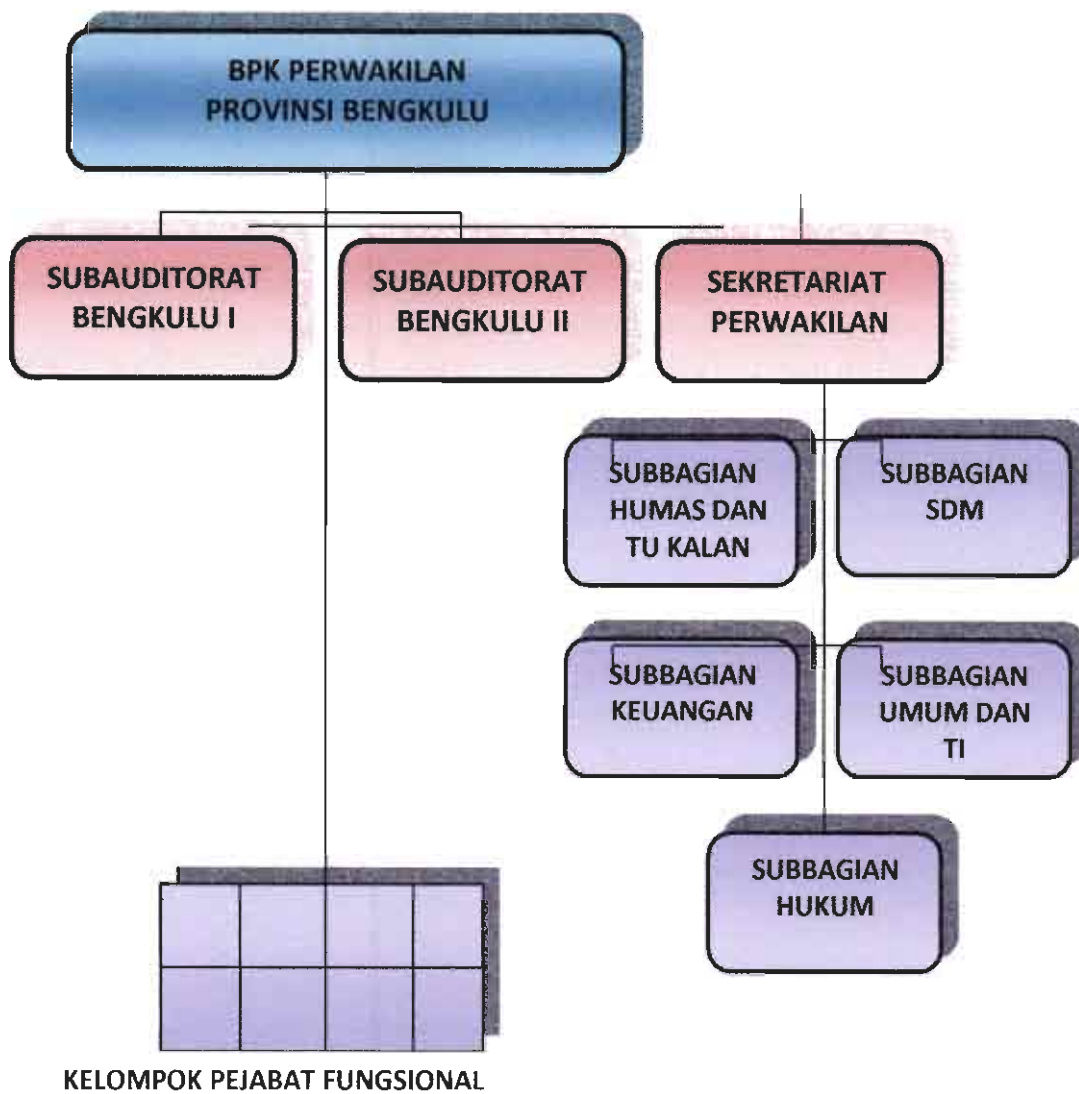 BPK PERWAKILAN
PROVINSI BENGKULU
SUBAUDITORAT
BENGKULU I
SUBAUDITORAT
BENGKULU II
SEKRETARIAT
PERWAKILAN
SUBBAGIAN
HUMAS DAN
TU KALAN
SUBBAGIAN
SDM
SUBBAGIAN
KEUANGAN
SUBBAGIAN
UMUM DAN
TI
SUBBAGIAN
HUKUM
KELOMPOK PEJABAT FUNGSIONAL